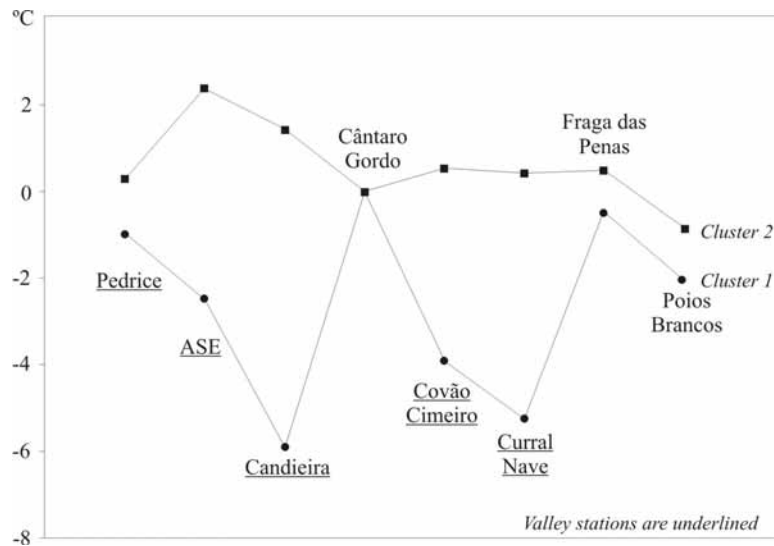 ºC
2
0
-2
-4
-6
-8
Cântaro
Gordo
Fraga das
Penas
Cluster 2
Cluster 1
Pedrice
Poios
Brancos
ASE
Covão
Cimeiro
Candieira
Curral
Nave
Valley stations are underlined